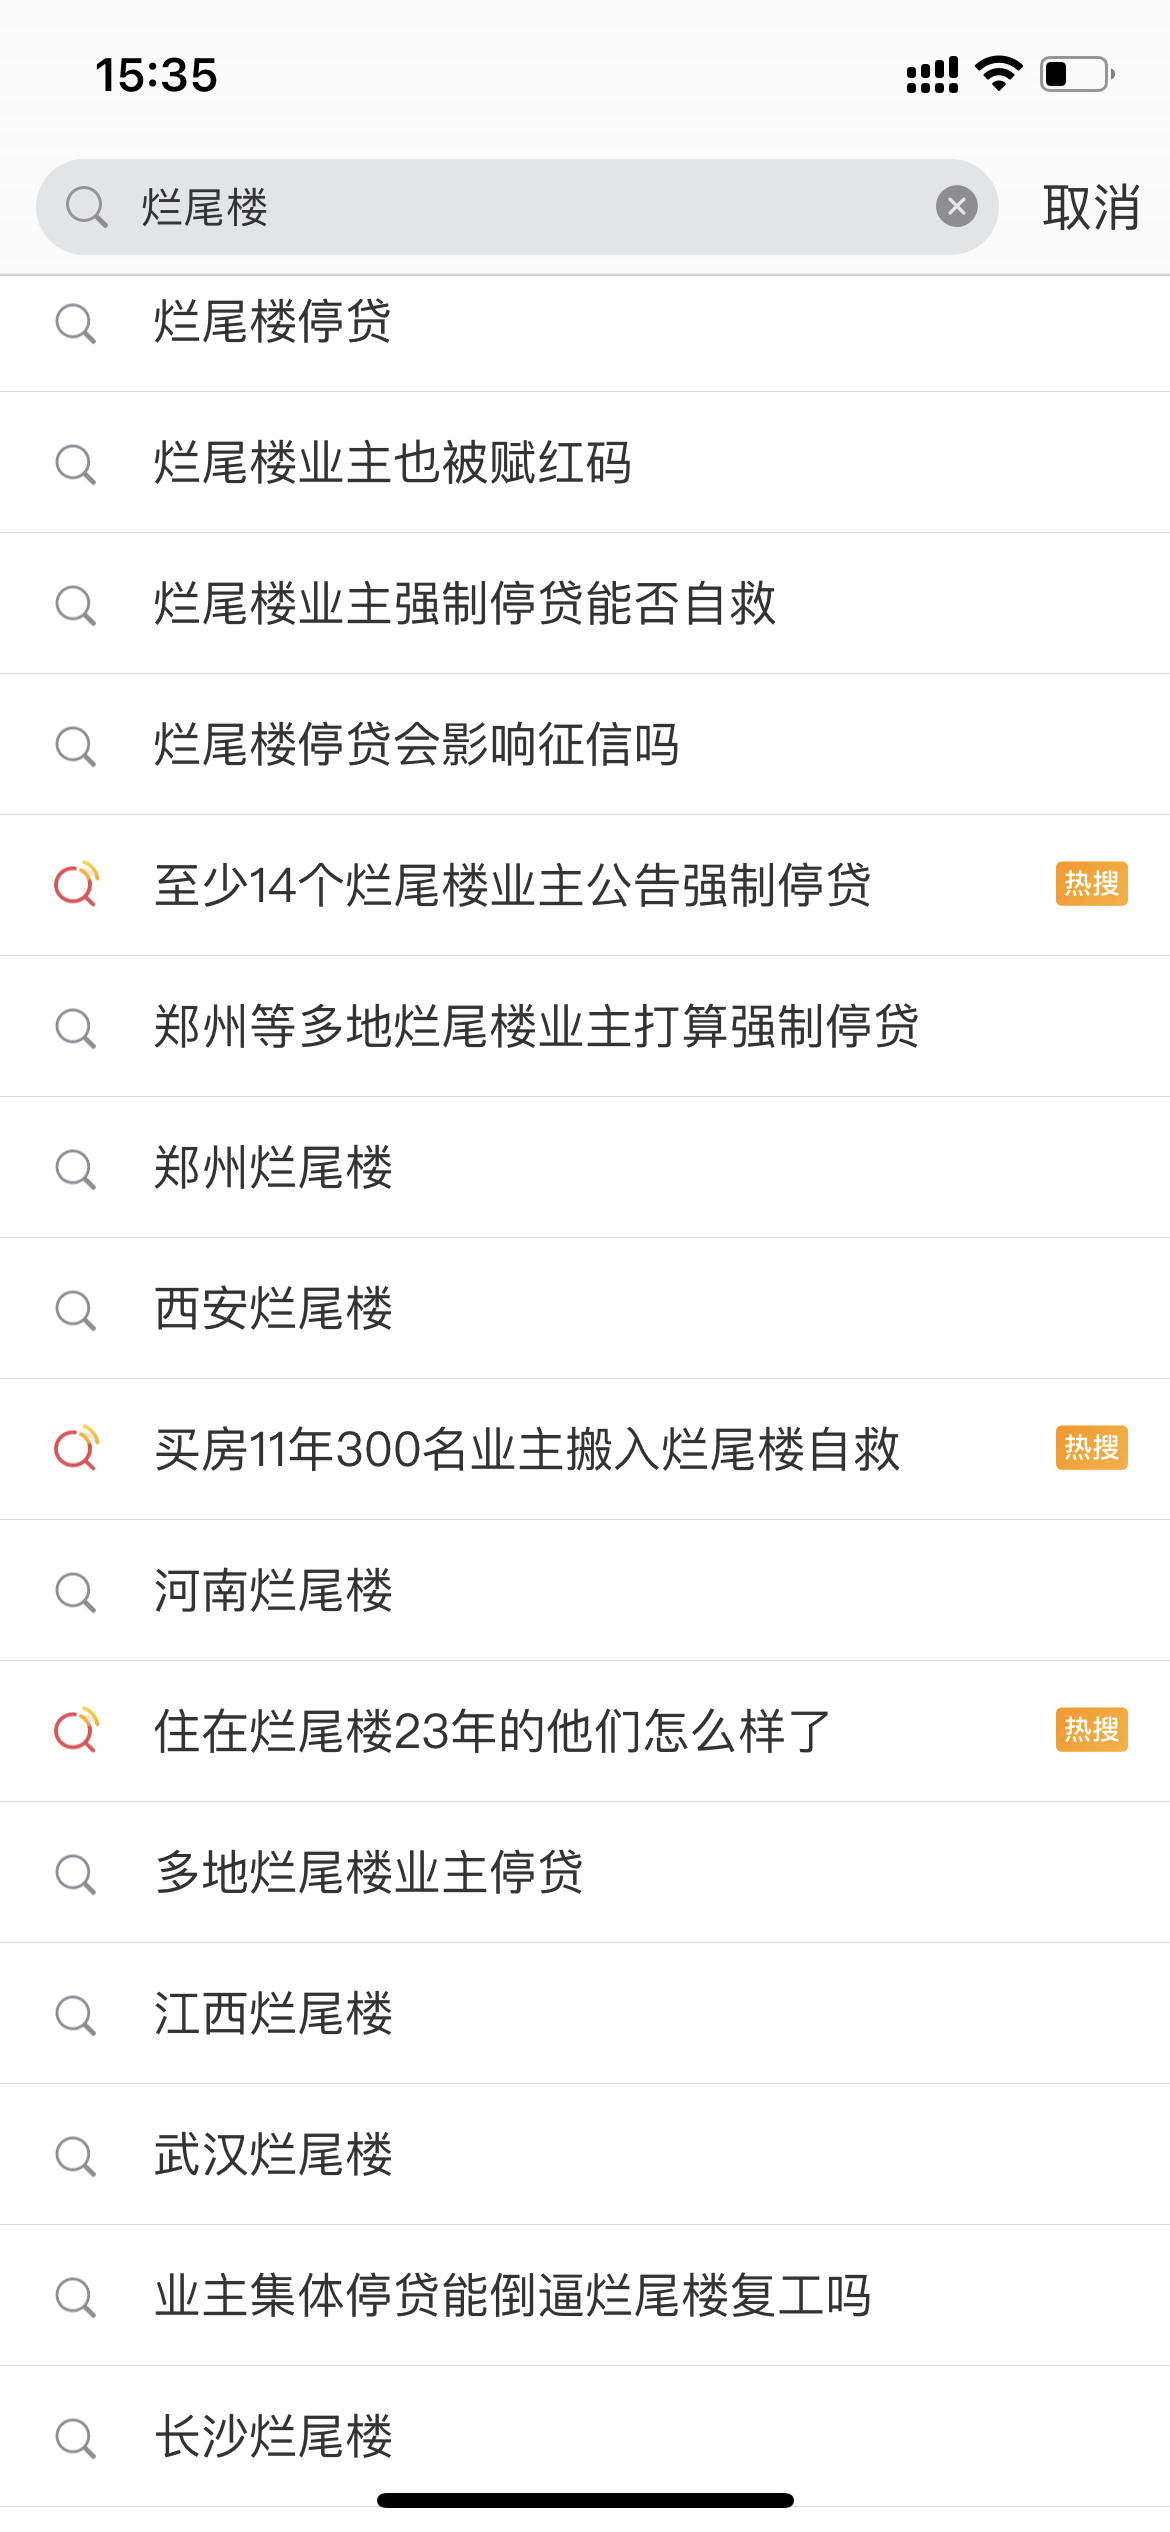 15:35
烂尾楼
取消
烂尾楼停贷
烂尾楼业主也被赋红码
烂尾楼业主强制停贷能否自救
烂尾楼停贷会影响征信吗
至少14个烂尾楼业主公告强制停贷 热搜
郑州等多地烂尾楼业主打算强制停贷
郑州烂尾楼
西安烂尾楼
买房11年300名业主搬入烂尾楼自救 热搜
河南烂尾楼
住在烂尾楼23年的他们怎么样了 热搜
多地烂尾楼业主停贷
江西烂尾楼
武汉烂尾楼
业主集体停贷能倒逼烂尾楼复工吗
长沙烂尾楼